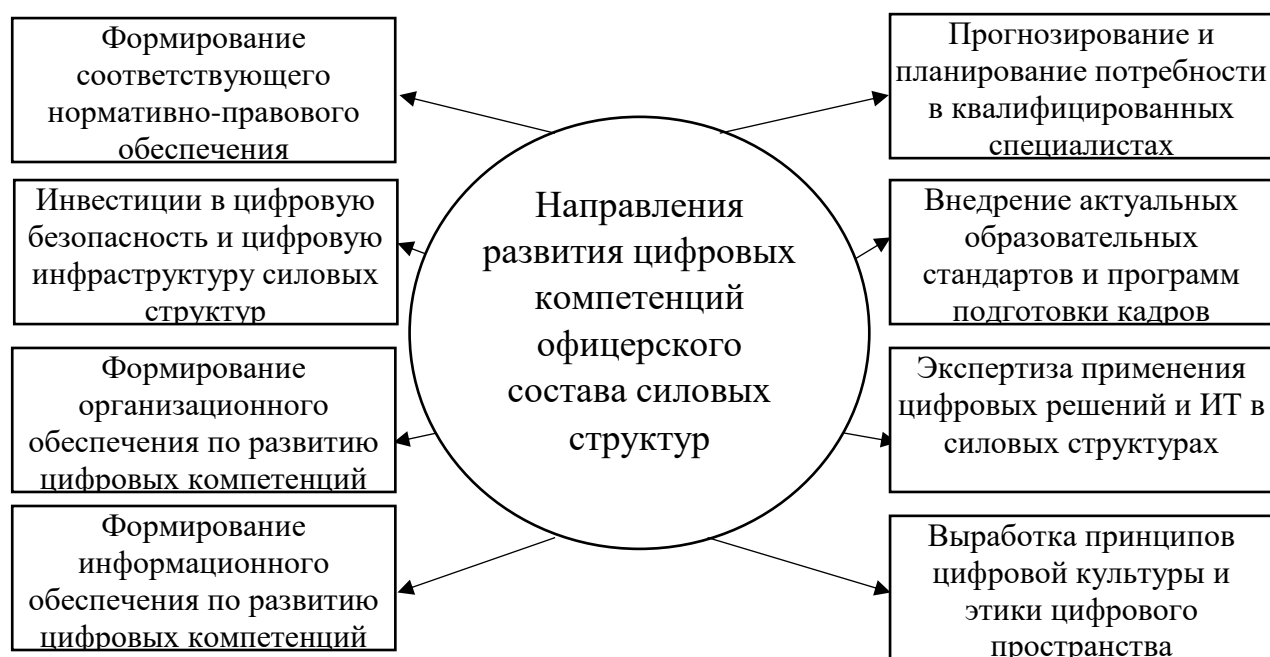 Формирование
соответствующего
нормативно-правового
обеспечения
Инвестиции в цифровую
безопасность и цифровую
инфраструктуру силовых
структур
Формирование
организационного
обеспечения по развитию
цифровых компетенций
Формирование
информационного
обеспечения по развитию
цифровых компетенций
Направления
развития цифровых
компетенций
офицерского
состава силовых
структур
Прогнозирование и
планирование потребности
в квалифицированных
специалистах
Внедрение актуальных
образовательных
стандартов и программ
подготовки кадров
Экспертиза применения
цифровых решений и ИТ в
силовых структурах
Выработка принципов
цифровой культуры и
этики цифрового
пространства